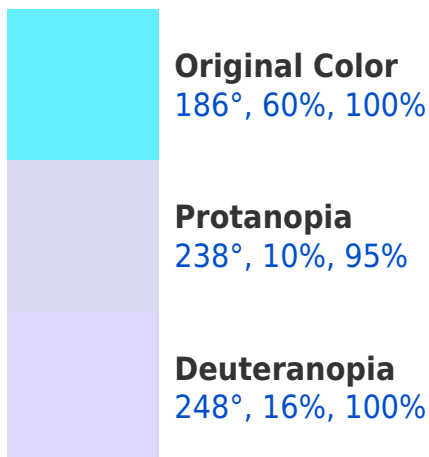 Original Color
186°, 60%, 100%
Protanopia
238°, 10%, 95%
Deuteranopia
248°, 16%, 100%